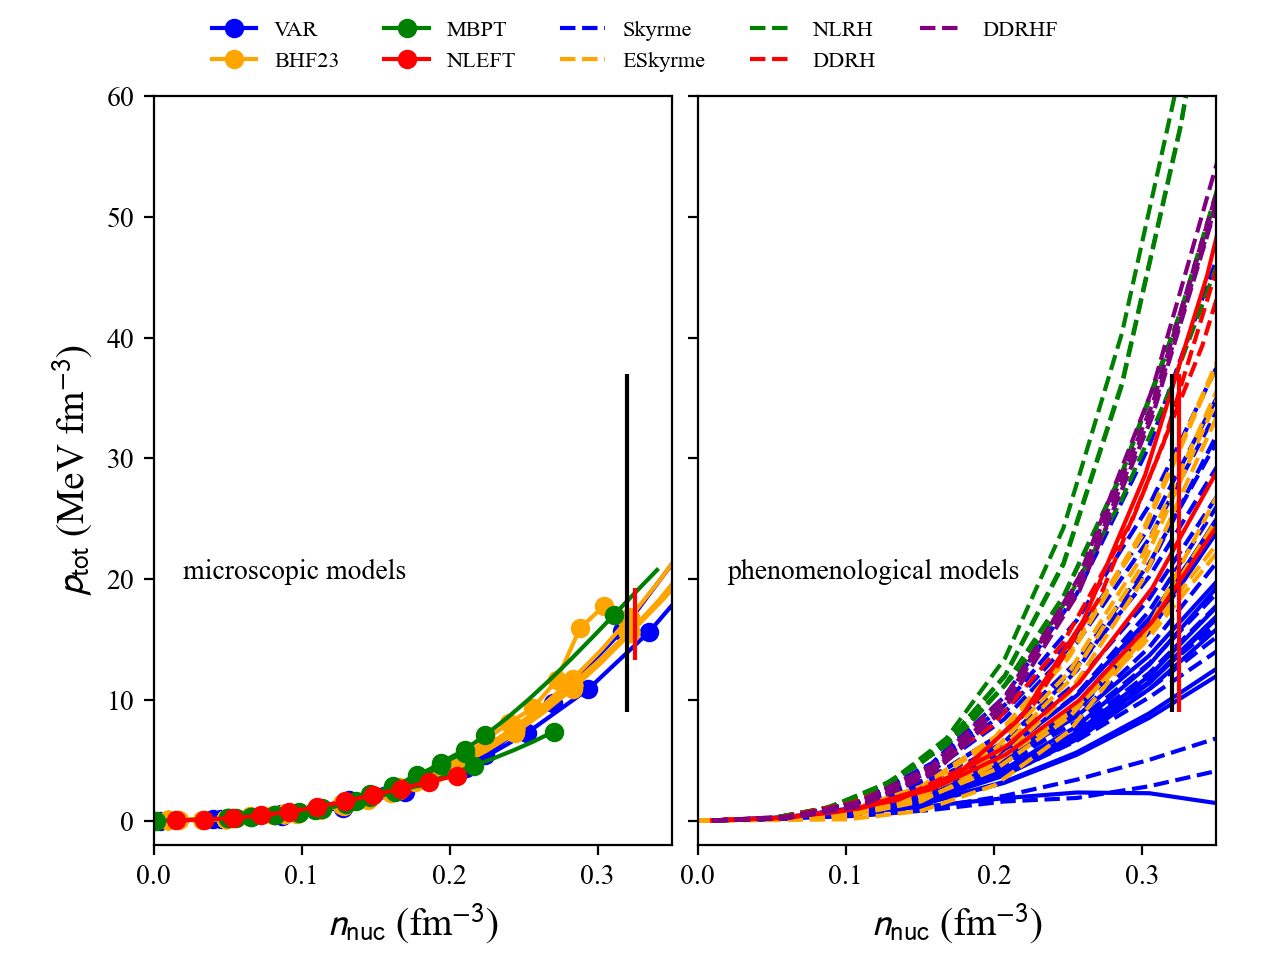 VAR MBPT Skyrme NLRH DDRHF
BHF23 NLEFT ESkyrme DDRH
60
50
40
30
20
10
0
p_tot (MeV fm⁻³)
microscopic models
phenomenological models
0.0 0.1 0.2 0.3 0.0 0.1 0.2 0.3
n_nuc (fm⁻³) n_nuc (fm⁻³)